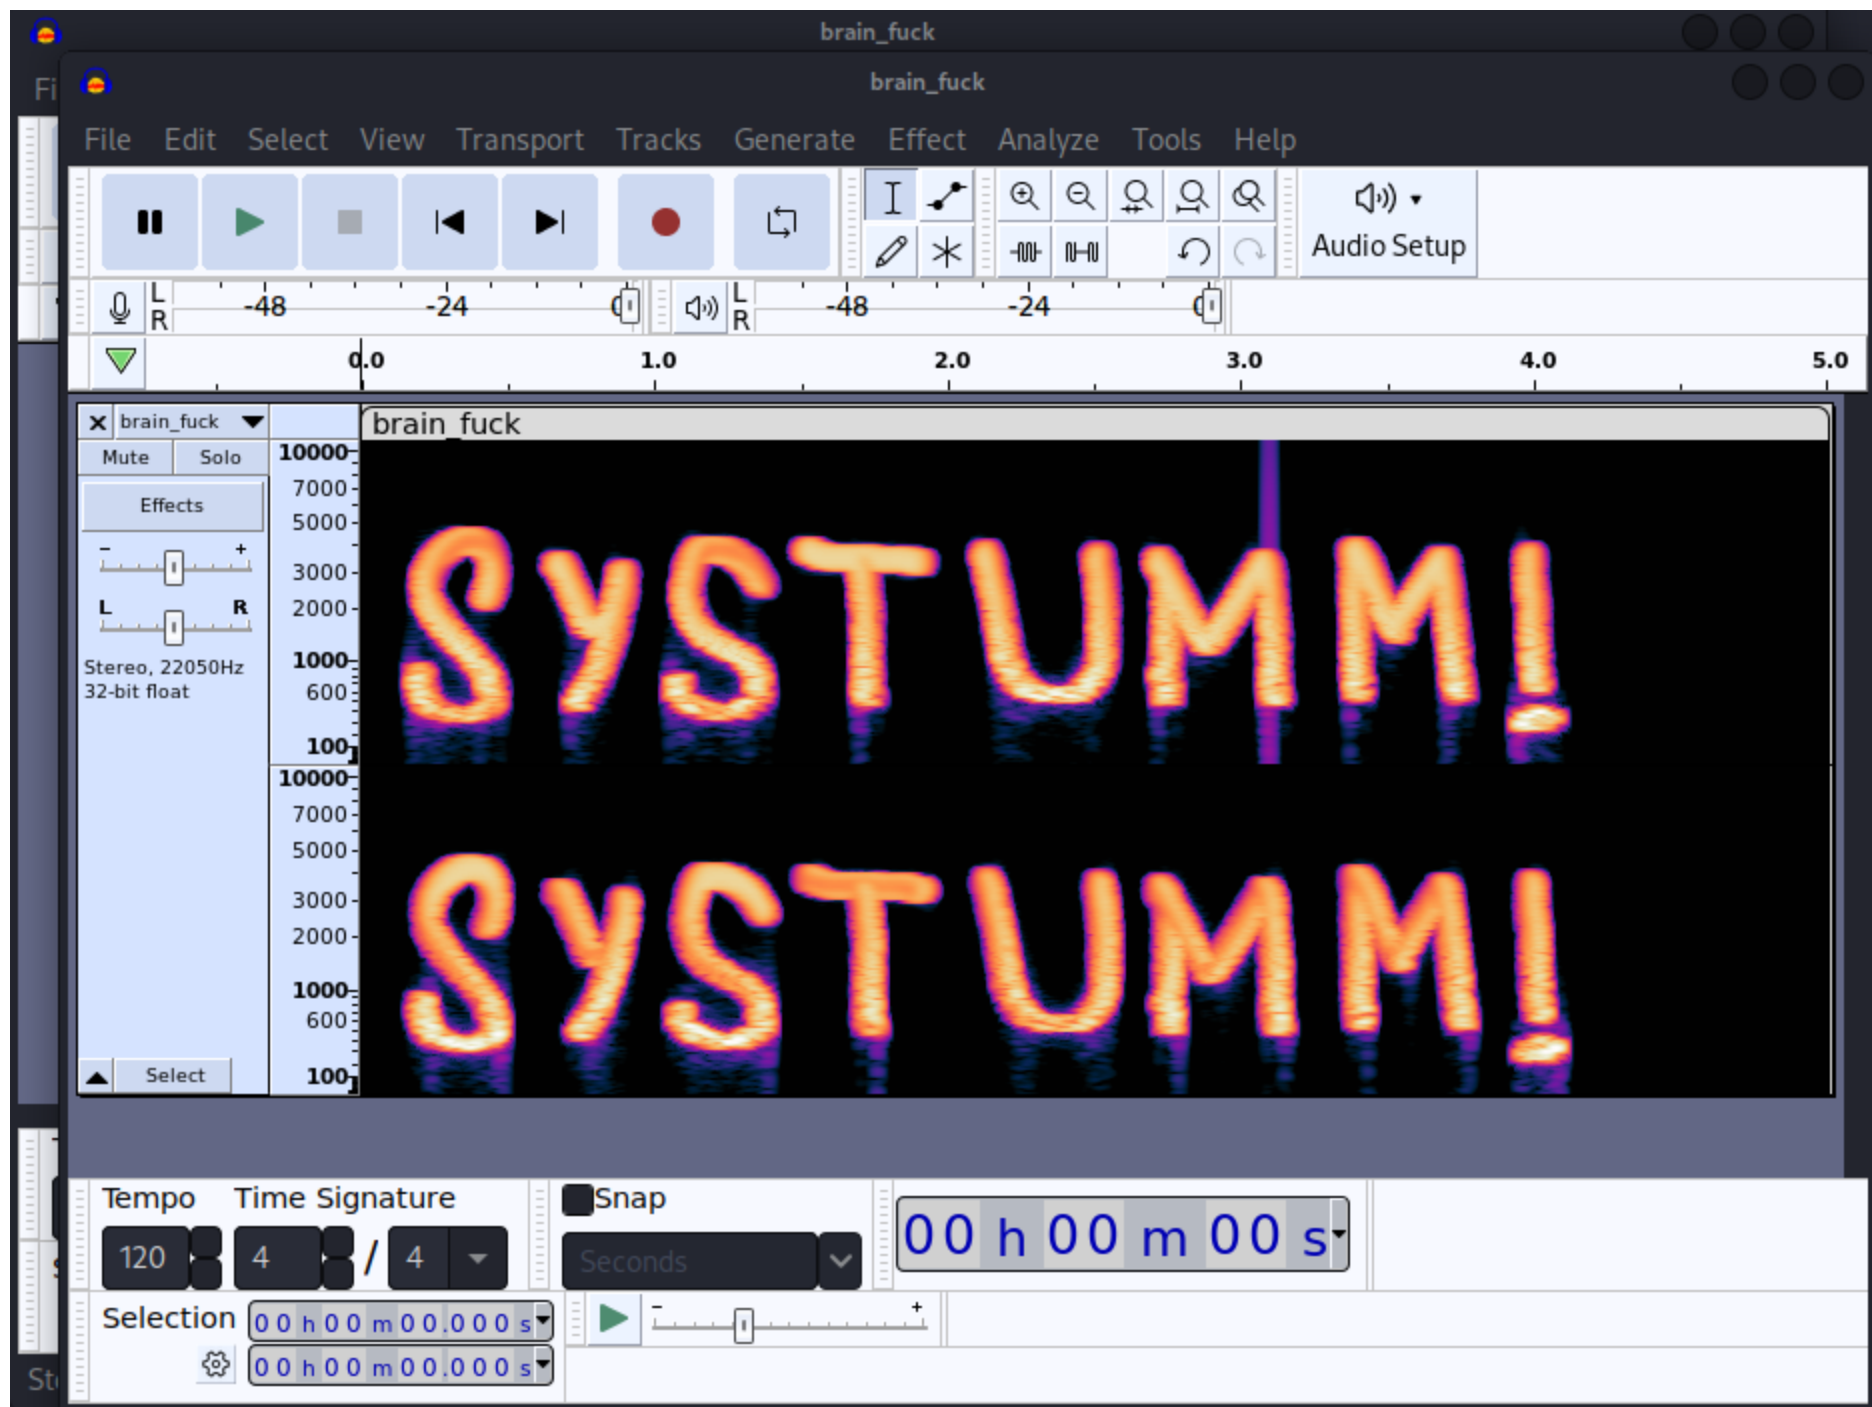 brain_fuck
Fi
brain_fuck
File Edit Select View Transport Tracks Generate Effect Analyze Tools Help
Audio Setup
L R -48 -24 0 L R -48 -24 0
0.0 1.0 2.0 3.0 4.0 5.0
brain_fuck
brain_fuck
Mute Solo
Effects
- +
L R
Stereo, 22050Hz
32-bit float
Select
10000
7000
5000
3000
2000
1000
600
100
SySTUMM!
10000
7000
5000
3000
2000
1000
600
100
SySTUMM!
Tempo Time Signature Snap
120 4 / 4 Seconds 00 h 00 m 00 s
Selection 00 h 00 m 00.000 s - +
00 h 00 m 00.000 s